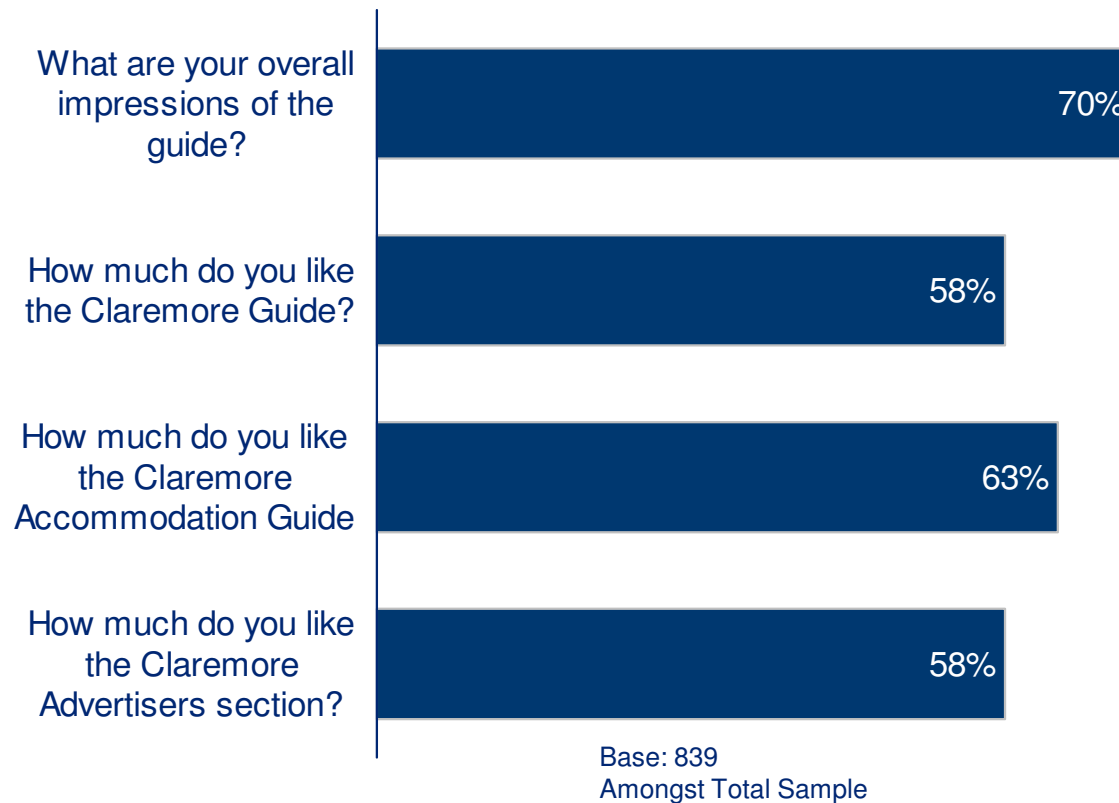 What are your overall
impressions of the
guide?
70%
How much do you like
the Claremore Guide?
58%
How much do you like
the Claremore
Accommodation Guide
63%
How much do you like
the Claremore
Advertisers section?
58%
Base: 839
Amongst Total Sample